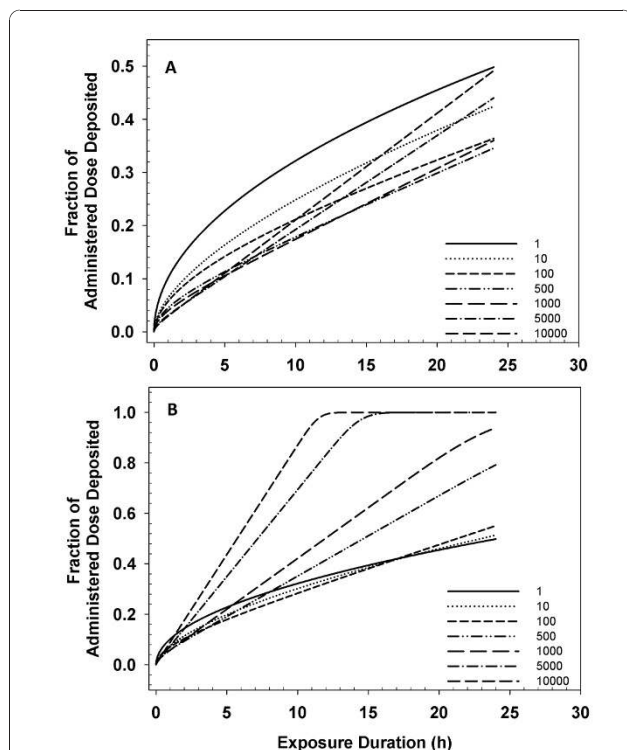 A
0.5
0.4
0.3
0.2
0.1
0.0
Fraction of
Administered Dose Deposited
1
10
100
500
1000
5000
10000
0 5 10 15 20 25 30
B
1.0
0.8
0.6
0.4
0.2
0.0
Fraction of
Administered Dose Deposited
1
10
100
500
1000
5000
10000
0 5 10 15 20 25 30
Exposure Duration (h)